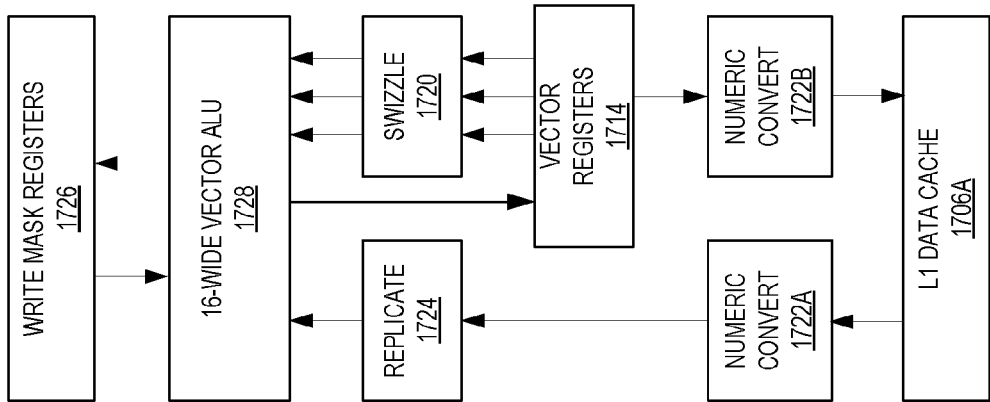 WRITE MASK REGISTERS
1726
16-WIDE VECTOR ALU
1728
REPLICATE
1724
SWIZZLE
1720
VECTOR
REGISTERS
1714
NUMERIC
CONVERT
1722A
NUMERIC
CONVERT
1722B
L1 DATA CACHE
1706A